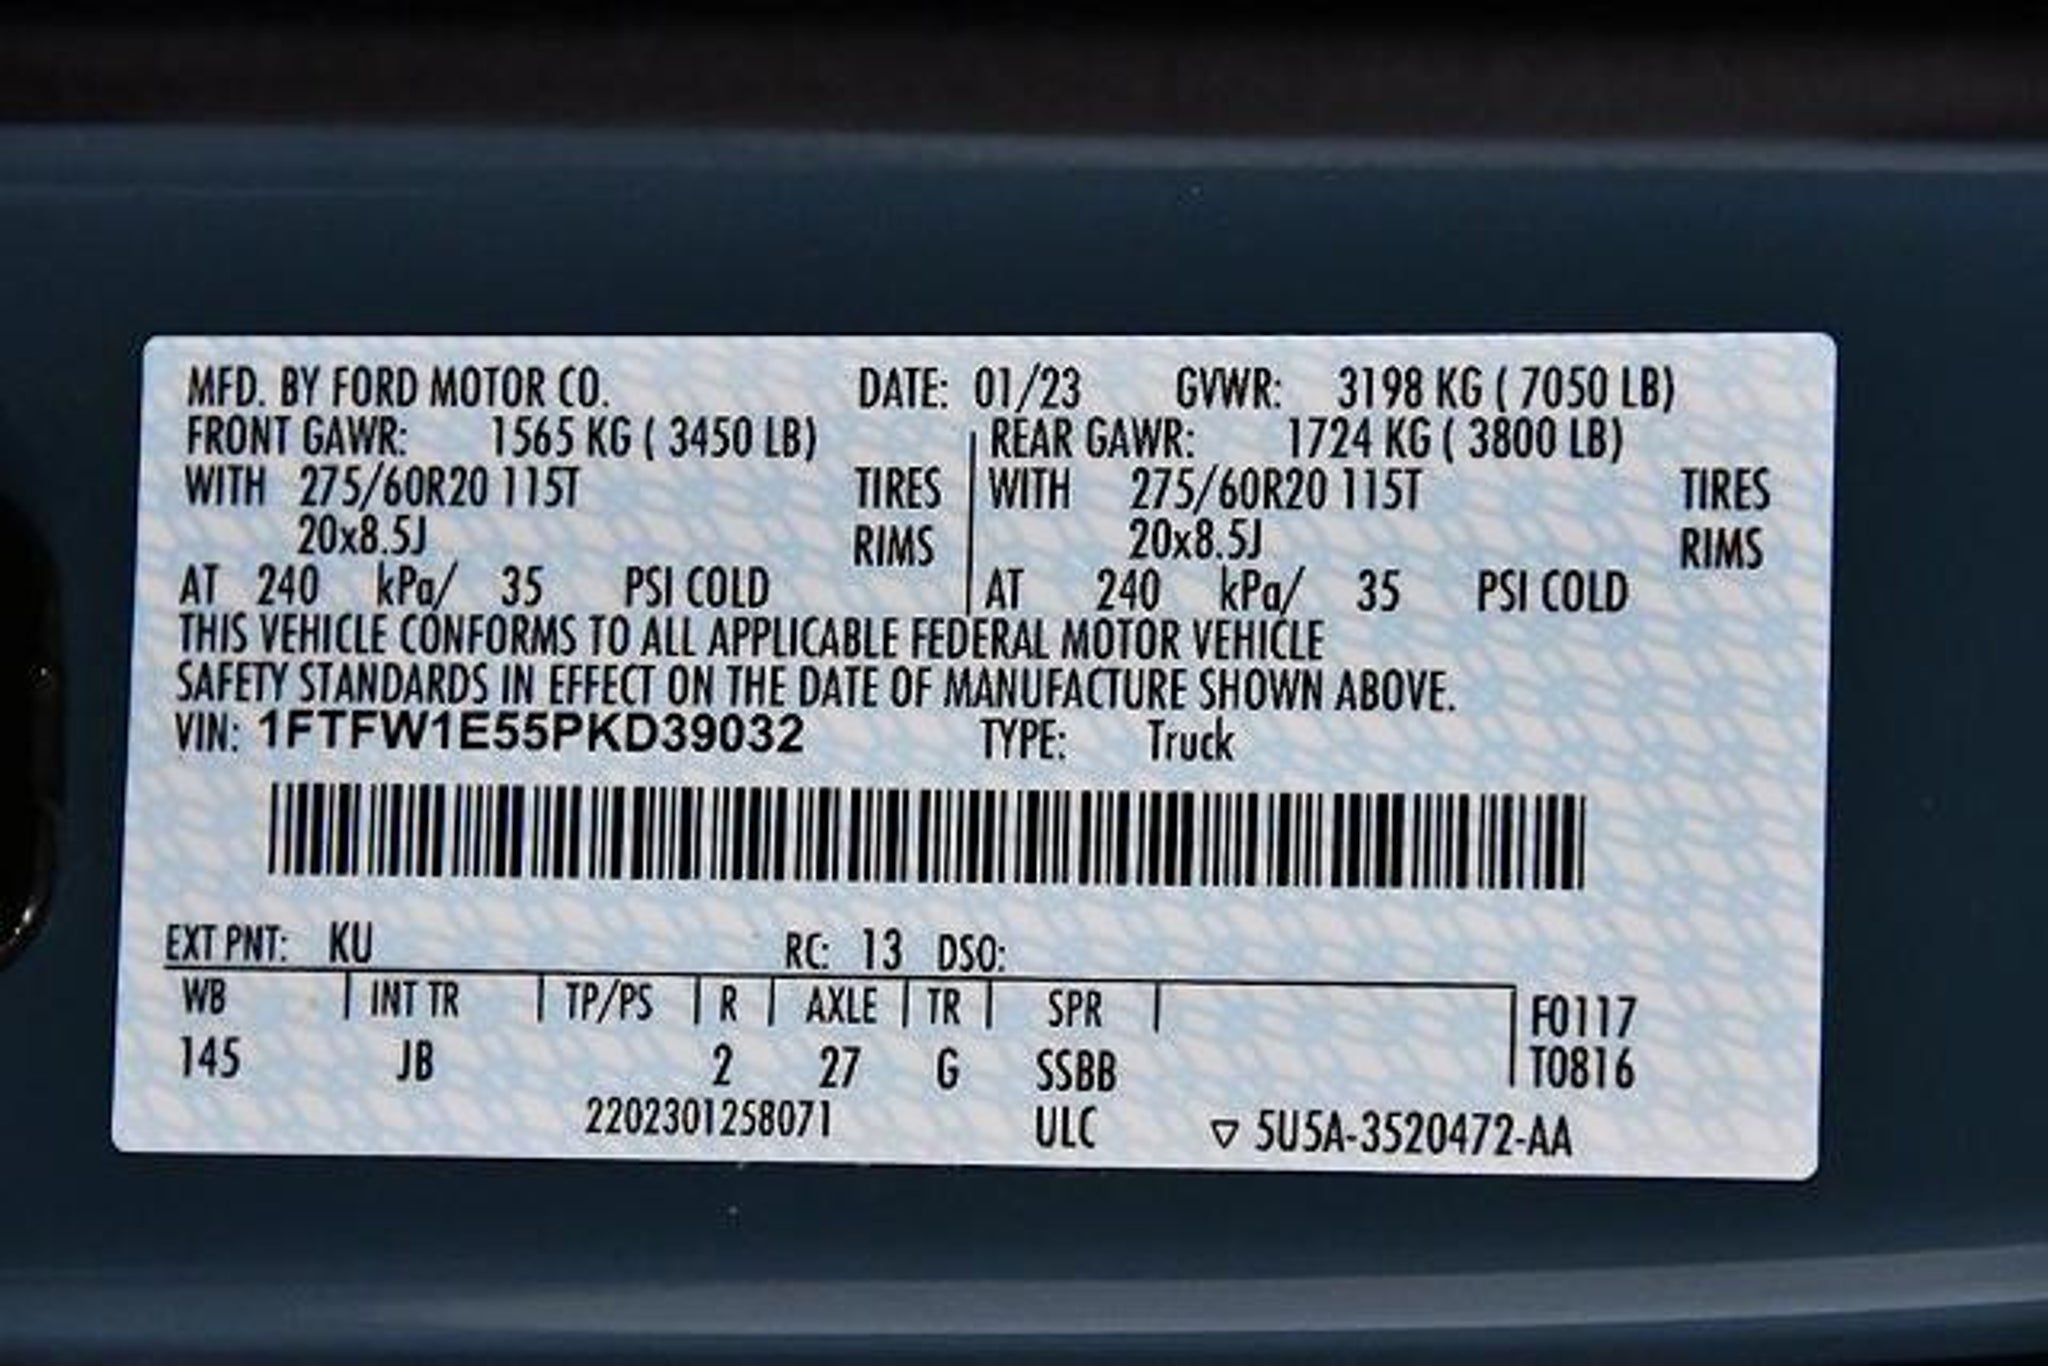 MFD. BY FORD MOTOR CO. DATE: 01/23 GVWR: 3198 KG ( 7050 LB)
FRONT GAWR: 1565 KG ( 3450 LB) REAR GAWR: 1724 KG ( 3800 LB)
WITH 275/60R20 115T TIRES WITH 275/60R20 115T TIRES
20x8.5J RIMS 20x8.5J RIMS
AT 240 kPa/ 35 PSI COLD AT 240 kPa/ 35 PSI COLD
THIS VEHICLE CONFORMS TO ALL APPLICABLE FEDERAL MOTOR VEHICLE
SAFETY STANDARDS IN EFFECT ON THE DATE OF MANUFACTURE SHOWN ABOVE.
VIN: 1FTFW1E55PKD39032 TYPE: Truck
EXT PNT: KU RC: 13 DSO:
WB INT TR TP/PS R AXLE TR SPR F0117
145 JB 2 27 G SSBB T0816
2202301258071 ULC ▽ 5U5A-3520472-AA